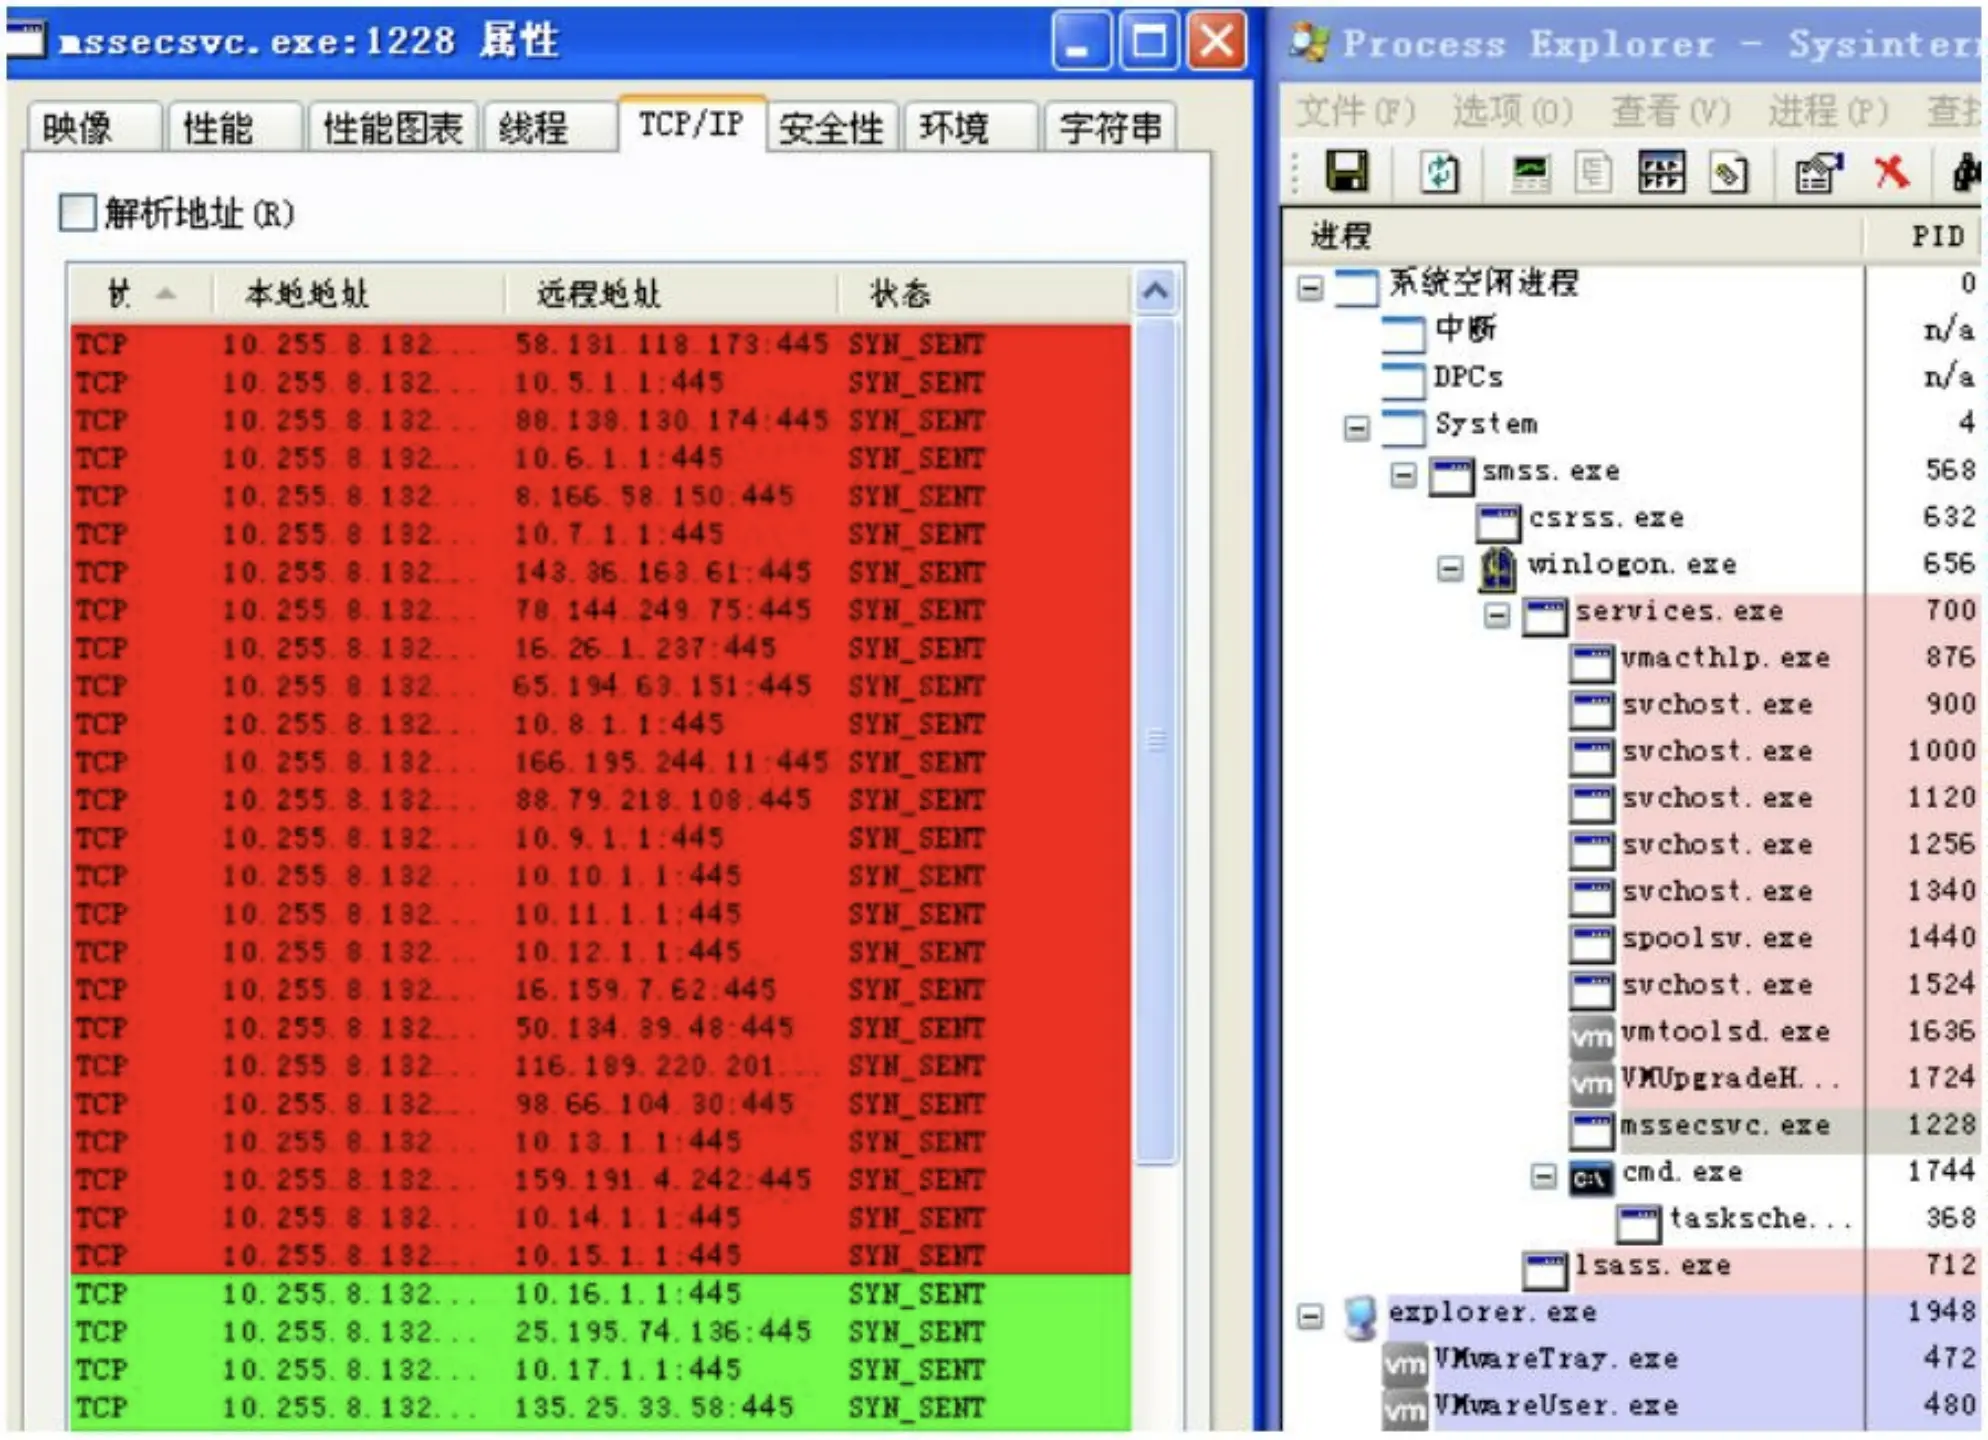 mssecsvc.exe:1228 属性
映像 性能 性能图表 线程 TCP/IP 安全性 环境 字符串
解析地址(R)
本地地址 远程地址 状态
TCP 10.255.8.132... 58.131.118.173:445 SYN_SENT
TCP 10.255.8.132... 10.5.1.1:445 SYN_SENT
TCP 10.255.8.132... 88.138.130.174:445 SYN_SENT
TCP 10.255.8.132... 10.6.1.1:445 SYN_SENT
TCP 10.255.8.132... 8.166.58.150:445 SYN_SENT
TCP 10.255.8.132... 10.7.1.1:445 SYN_SENT
TCP 10.255.8.132... 143.36.163.61:445 SYN_SENT
TCP 10.255.8.132... 78.144.249.75:445 SYN_SENT
TCP 10.255.8.132... 16.26.1.237:445 SYN_SENT
TCP 10.255.8.132... 65.194.63.151:445 SYN_SENT
TCP 10.255.8.132... 10.8.1.1:445 SYN_SENT
TCP 10.255.8.132... 166.195.244.11:445 SYN_SENT
TCP 10.255.8.132... 88.79.218.108:445 SYN_SENT
TCP 10.255.8.132... 10.9.1.1:445 SYN_SENT
TCP 10.255.8.132... 10.10.1.1:445 SYN_SENT
TCP 10.255.8.132... 10.11.1.1:445 SYN_SENT
TCP 10.255.8.132... 10.12.1.1:445 SYN_SENT
TCP 10.255.8.132... 16.159.7.62:445 SYN_SENT
TCP 10.255.8.132... 50.134.39.48:445 SYN_SENT
TCP 10.255.8.132... 116.189.220.201... SYN_SENT
TCP 10.255.8.132... 98.66.104.30:445 SYN_SENT
TCP 10.255.8.132... 10.13.1.1:445 SYN_SENT
TCP 10.255.8.132... 159.191.4.242:445 SYN_SENT
TCP 10.255.8.132... 10.14.1.1:445 SYN_SENT
TCP 10.255.8.132... 10.15.1.1:445 SYN_SENT
TCP 10.255.8.132... 10.16.1.1:445 SYN_SENT
TCP 10.255.8.132... 25.195.74.136:445 SYN_SENT
TCP 10.255.8.132... 10.17.1.1:445 SYN_SENT
TCP 10.255.8.132... 135.25.33.58:445 SYN_SENT
Process Explorer - Sysinter
文件(F) 选项(O) 查看(V) 进程(P) 查找
进程 PID
系统空闲进程 0
中断 n/a
DPCs n/a
System 4
smss.exe 568
csrss.exe 632
winlogon.exe 656
services.exe 700
vmacthlp.exe 876
svchost.exe 900
svchost.exe 1000
svchost.exe 1120
svchost.exe 1256
svchost.exe 1340
spoolsv.exe 1440
svchost.exe 1524
vm vmtoolsd.exe 1636
vm VMUpgradeH... 1724
mssecsvc.exe 1228
C:\ cmd.exe 1744
tasksche... 368
lsass.exe 712
explorer.exe 1948
vm VMwareTray.exe 472
vm VMwareUser.exe 480